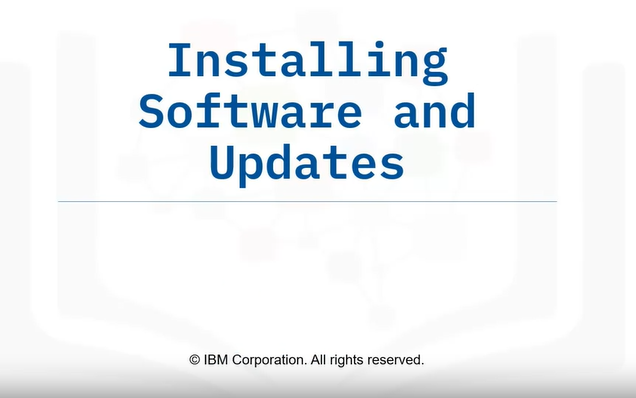 Installing
Software and
Updates
© IBM Corporation. All rights reserved.